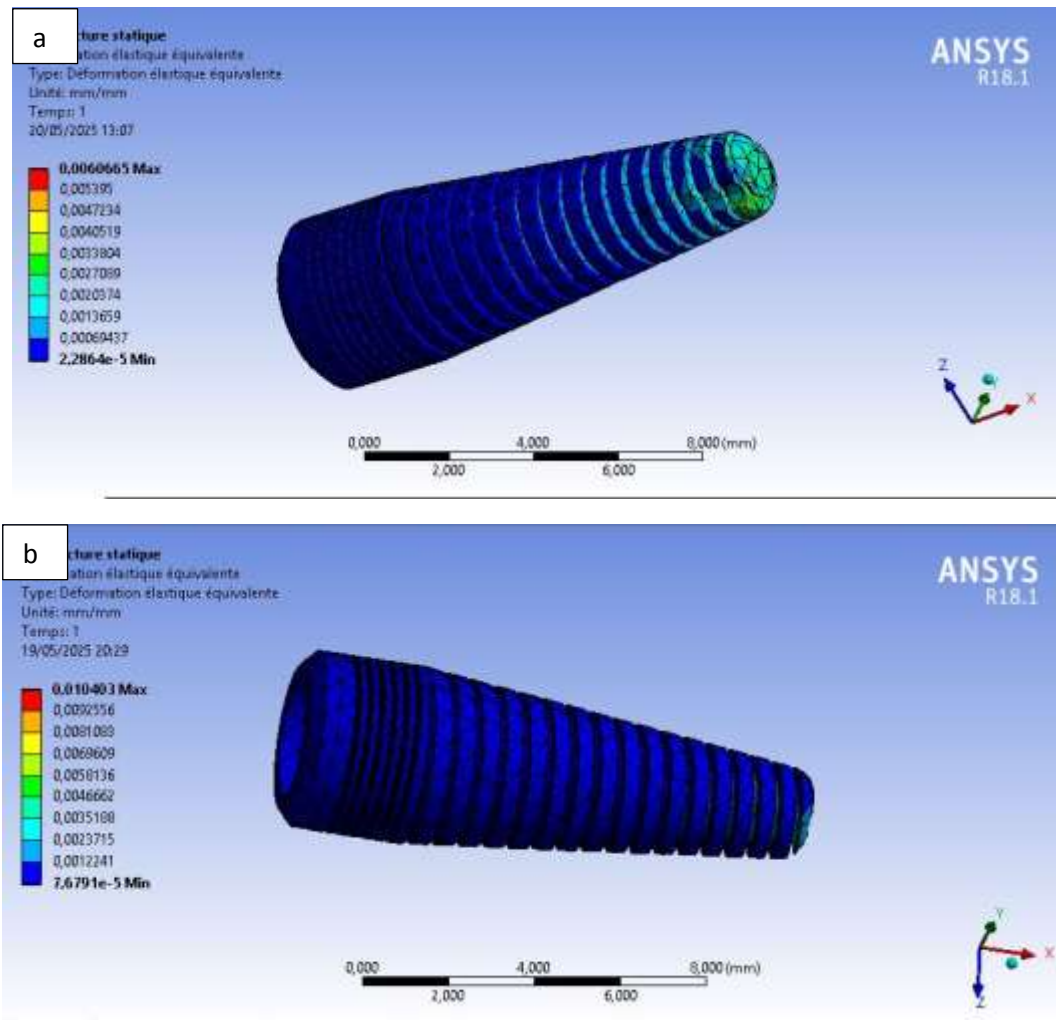 a
cture statique
ation élastique équivalente
Type: Déformation élastique équivalente
Unité: mm/mm
Temps: 1
20/05/2025 13:07
ANSYS
R18.1
0,0060665 Max
0,005395
0,0047234
0,0040519
0,0033804
0,0027089
0,0020374
0,0013659
0,00069437
2,2864e-5 Min
Z
Y
X
0,000
4,000
8,000 (mm)
2,000
6,000
b
cture statique
ation élastique équivalente
Type: Déformation élastique équivalente
Unité: mm/mm
Temps: 1
19/05/2025 20:29
ANSYS
R18.1
0,010403 Max
0,0092556
0,0081083
0,0069609
0,0058136
0,0046662
0,0035188
0,0023715
0,0012241
7,6791e-5 Min
Y
X
Z
0,000
4,000
8,000 (mm)
2,000
6,000